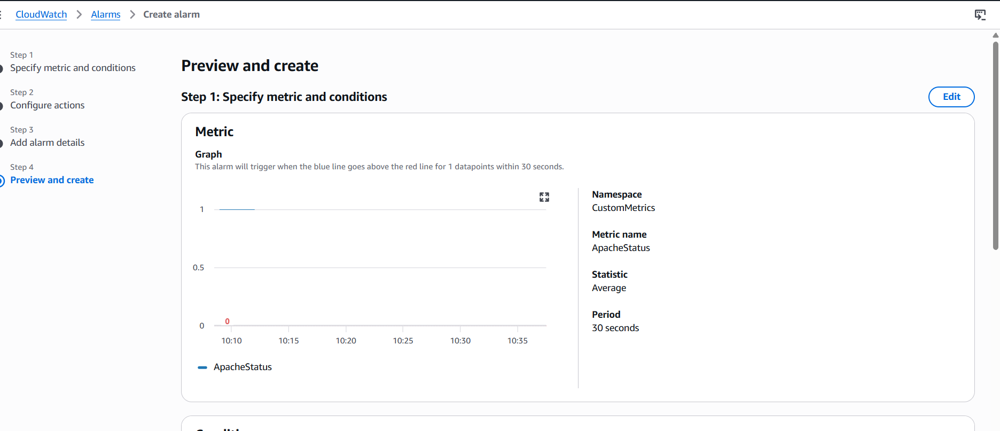 CloudWatch > Alarms > Create alarm
Step 1
Specify metric and conditions
Step 2
Configure actions
Step 3
Add alarm details
Step 4
Preview and create
Preview and create
Step 1: Specify metric and conditions
Edit
Metric
Graph
This alarm will trigger when the blue line goes above the red line for 1 datapoints within 30 seconds.
1
0.5
0
0
10:10 10:15 10:20 10:25 10:30 10:35
ApacheStatus
Namespace
CustomMetrics
Metric name
ApacheStatus
Statistic
Average
Period
30 seconds